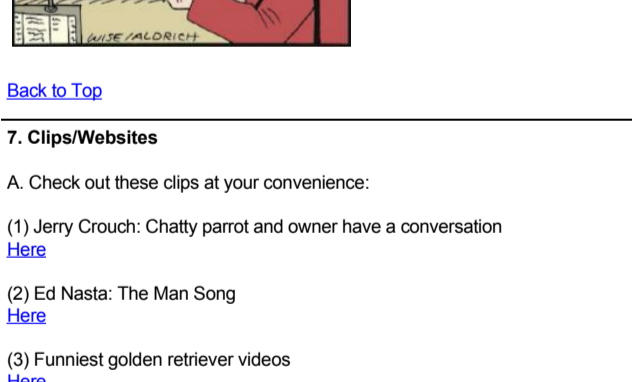 WISE/ALDRICH
Back to Top
7. Clips/Websites
A. Check out these clips at your convenience:
(1) Jerry Crouch: Chatty parrot and owner have a conversation
Here
(2) Ed Nasta: The Man Song
Here
(3) Funniest golden retriever videos
Here